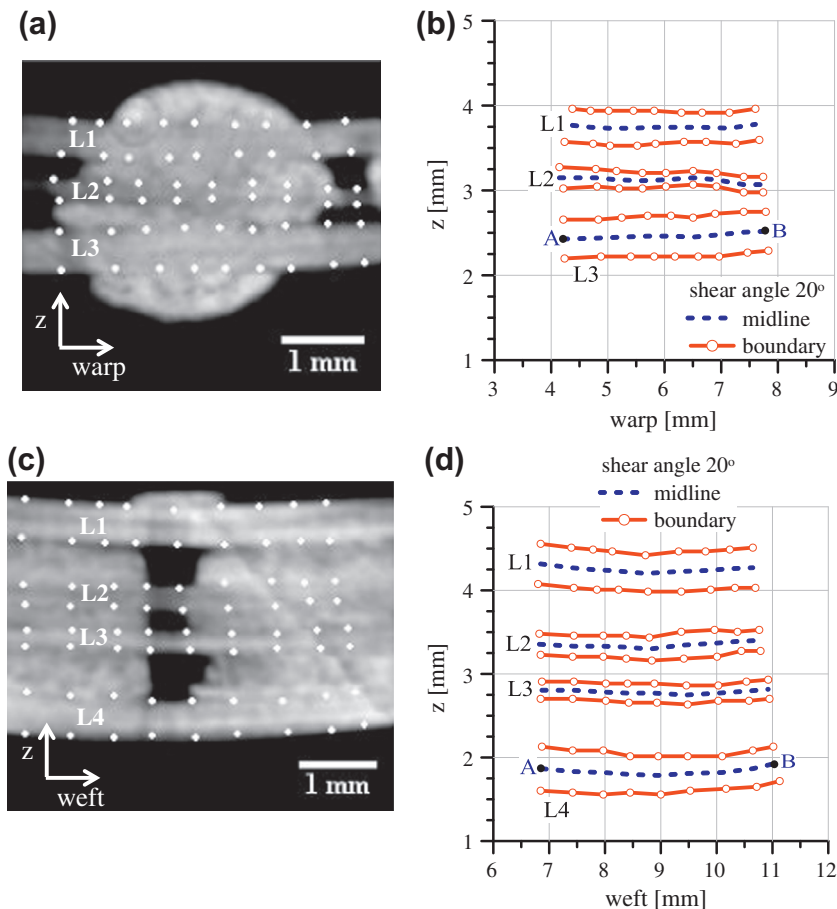 (a)
L1
L2
L3
z
warp
1 mm
(b)
5
4
3
2
1
z [mm]
L1
L2
A
B
L3
shear angle 20°
midline
boundary
3 4 5 6 7 8 9
warp [mm]
(c)
L1
L2
L3
L4
z
weft
1 mm
(d)
shear angle 20°
midline
boundary
5
4
3
2
1
z [mm]
L1
L2
L3
A
B
L4
6 7 8 9 10 11 12
weft [mm]